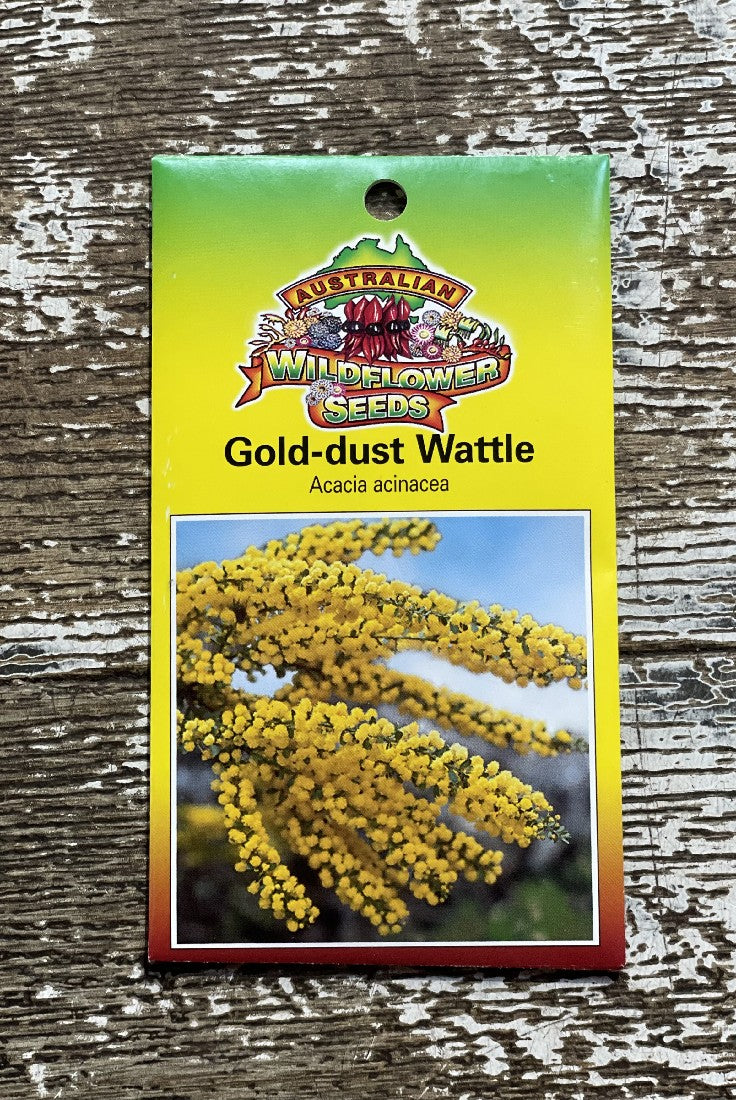 AUSTRALIAN
WILDFLOWER
SEEDS
Gold-dust Wattle
Acacia acinacea